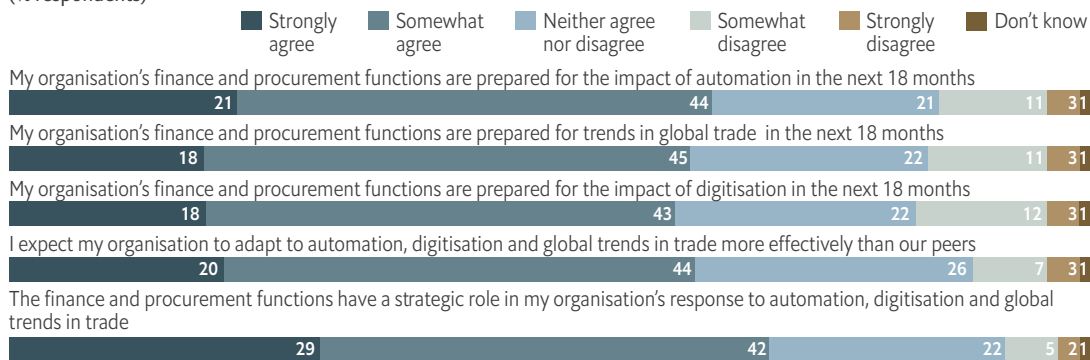 (% respondents)
Strongly agree
Somewhat agree
Neither agree nor disagree
Somewhat disagree
Strongly disagree
Don't know
My organisation's finance and procurement functions are prepared for the impact of automation in the next 18 months
21 44 21 11 3 1
My organisation's finance and procurement functions are prepared for trends in global trade in the next 18 months
18 45 22 11 3 1
My organisation's finance and procurement functions are prepared for the impact of digitisation in the next 18 months
18 43 22 12 3 1
I expect my organisation to adapt to automation, digitisation and global trends in trade more effectively than our peers
20 44 26 7 3 1
The finance and procurement functions have a strategic role in my organisation's response to automation, digitisation and global
trends in trade
29 42 22 5 2 1